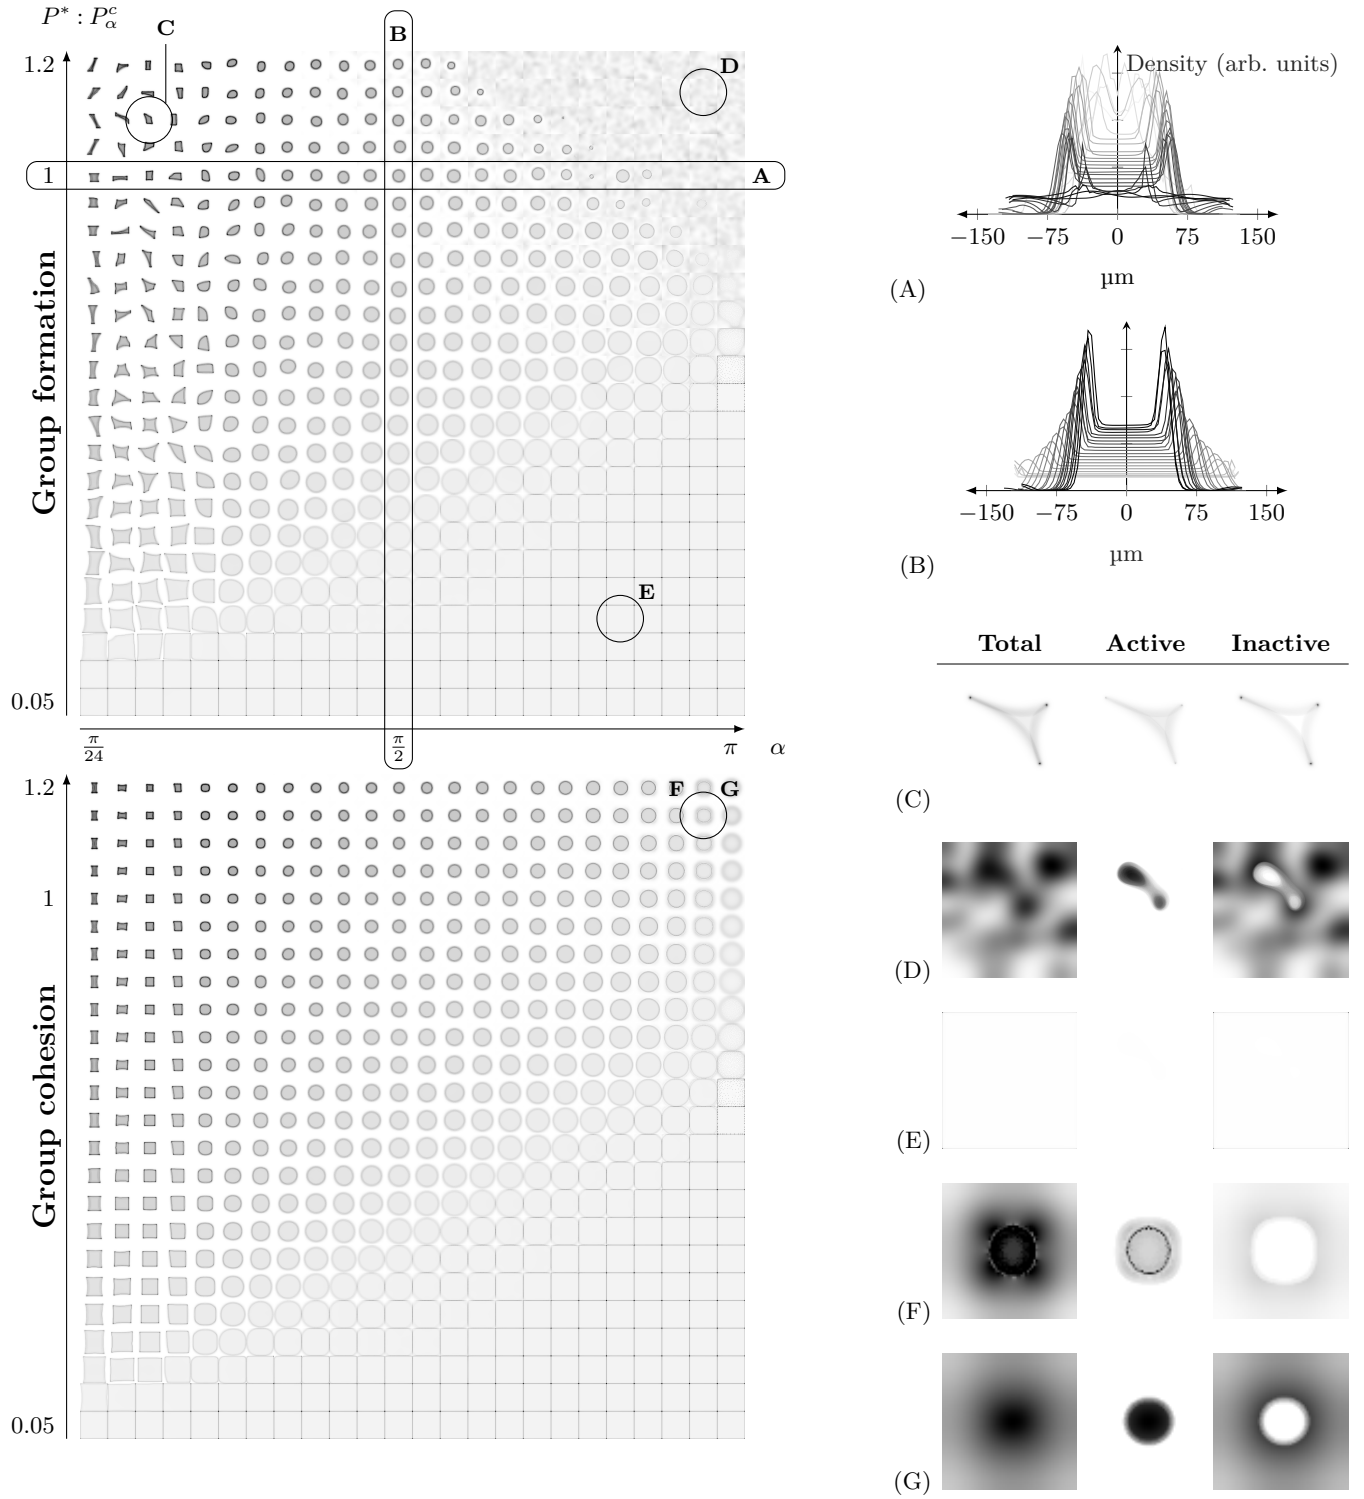 P* : P^c_α
C
B
1.2
D
1
A
Group formation
E
0.05
π/24
π/2
π
α
1.2
F
G
1
Group cohesion
0.05
Density (arb. units)
−150
−75
0
75
150
µm
(A)
−150
−75
0
75
150
µm
(B)
Total
Active
Inactive
(C)
(D)
(E)
(F)
(G)